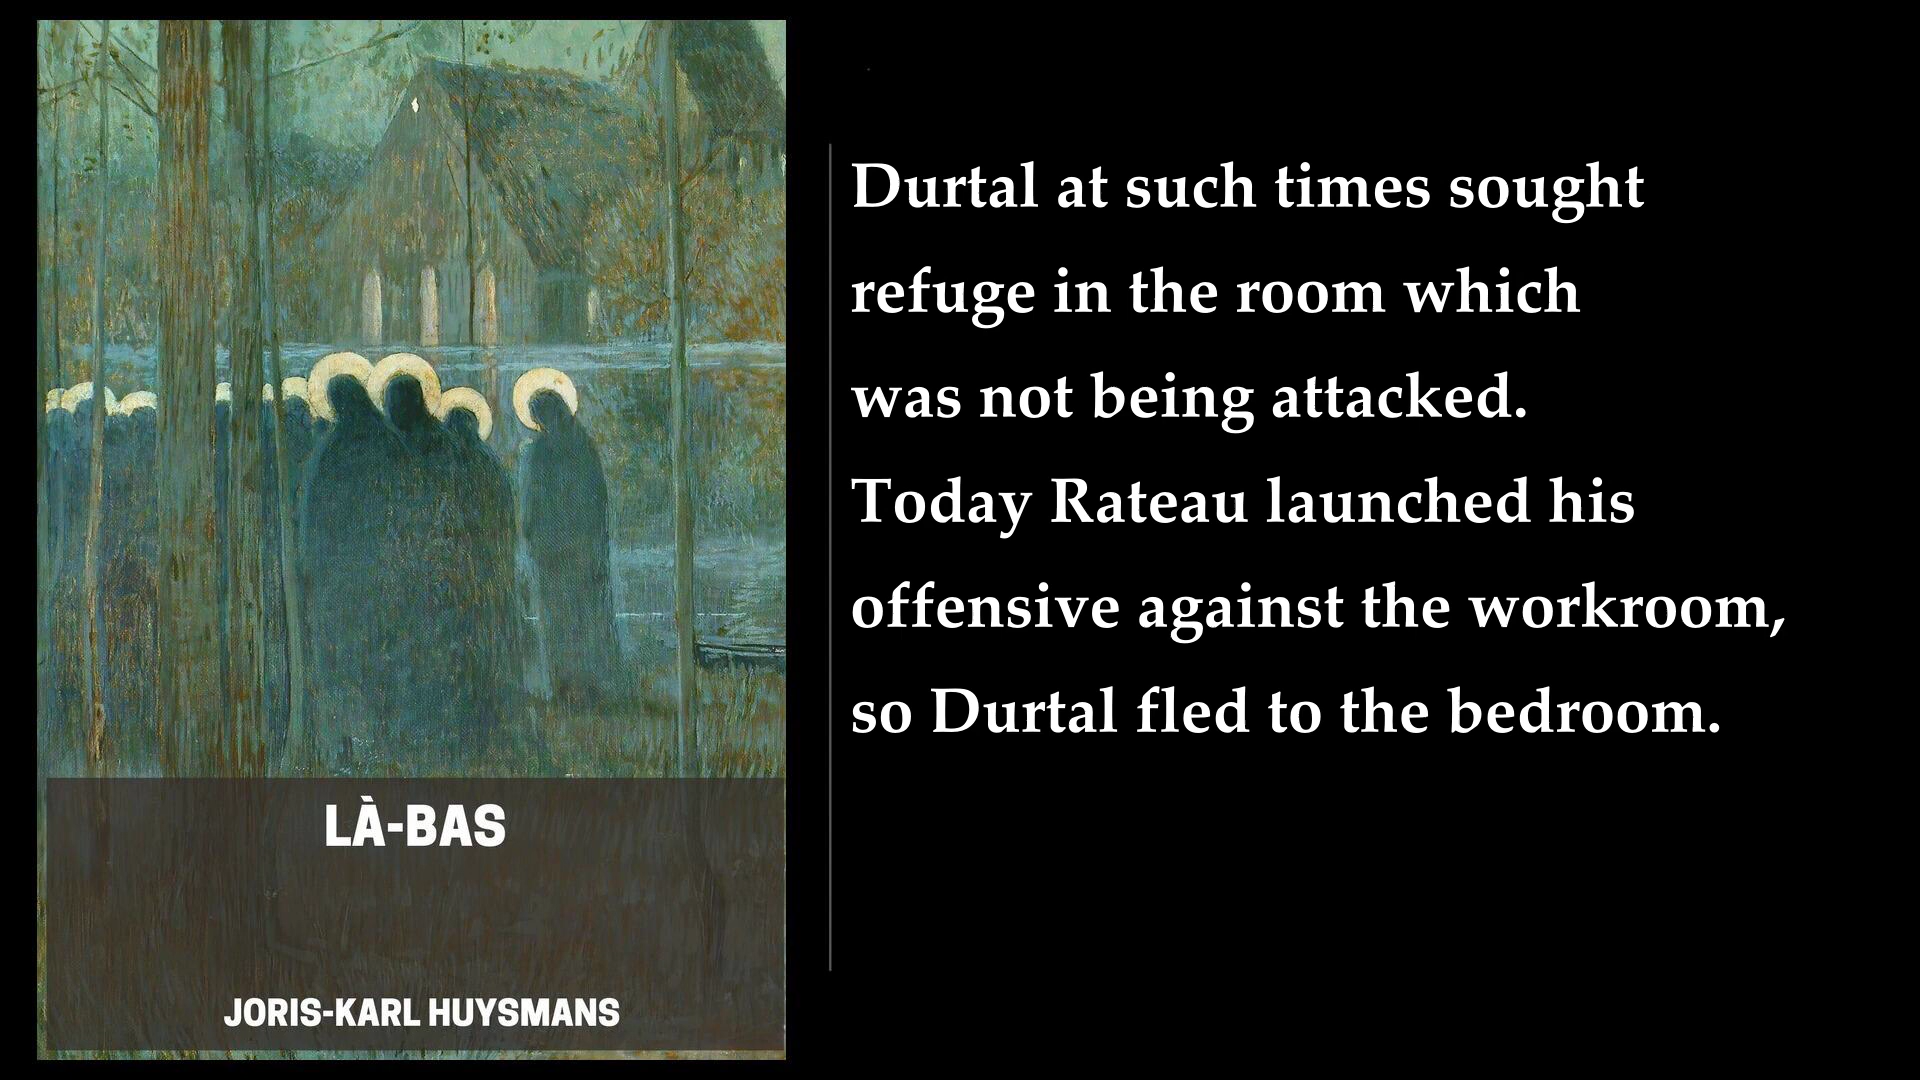 LÀ-BAS
JORIS-KARL HUYSMANS
Durtal at such times sought
refuge in the room which
was not being attacked.
Today Rateau launched his
offensive against the workroom,
so Durtal fled to the bedroom.